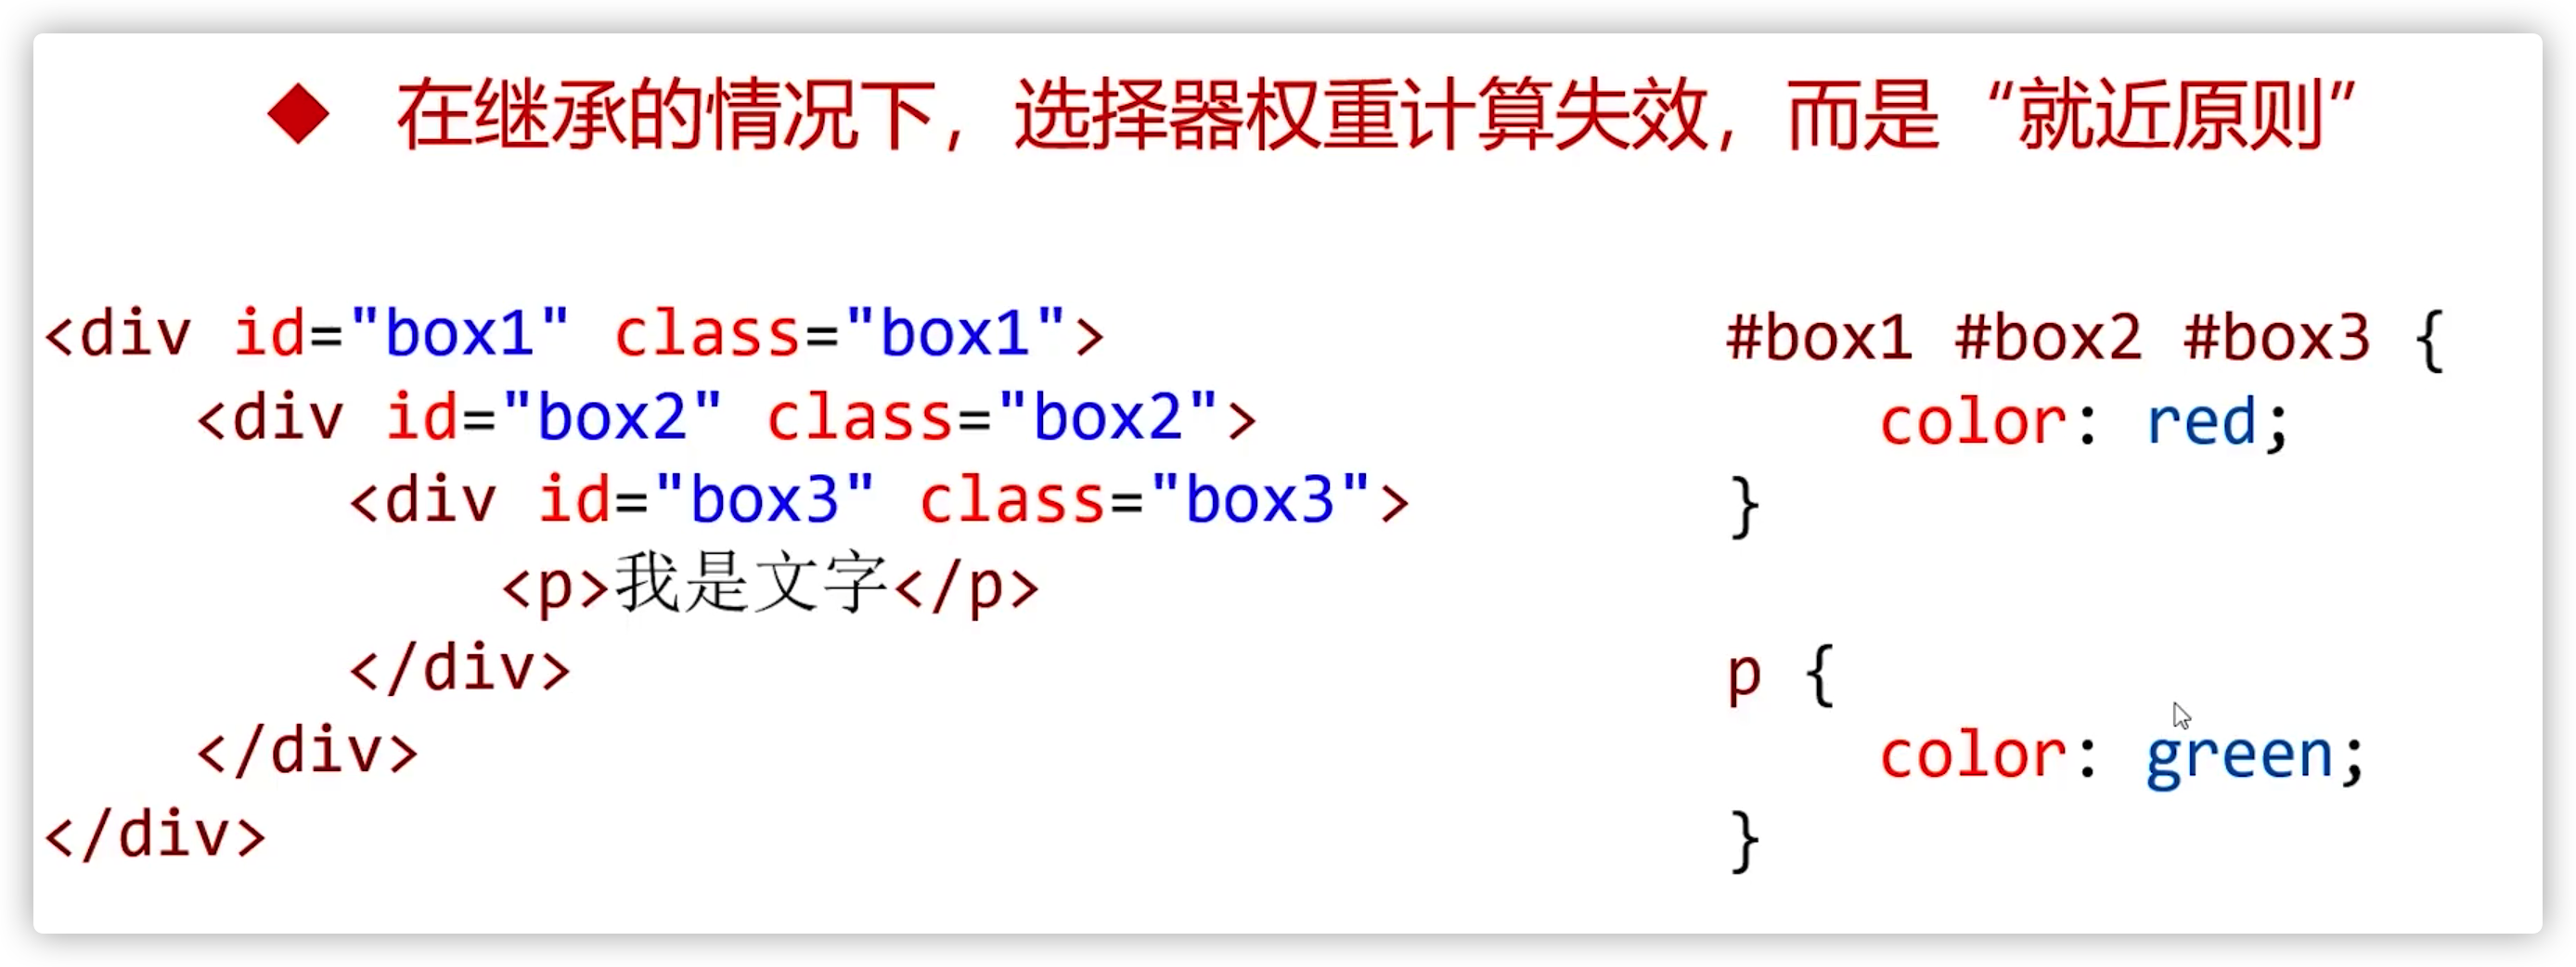 ◆ 在继承的情况下，选择器权重计算失效，而是“就近原则”
<div id="box1" class="box1">
    <div id="box2" class="box2">
        <div id="box3" class="box3">
            <p>我是文字</p>
        </div>
    </div>
</div>
#box1 #box2 #box3 {
    color: red;
}
p {
    color: green;
}